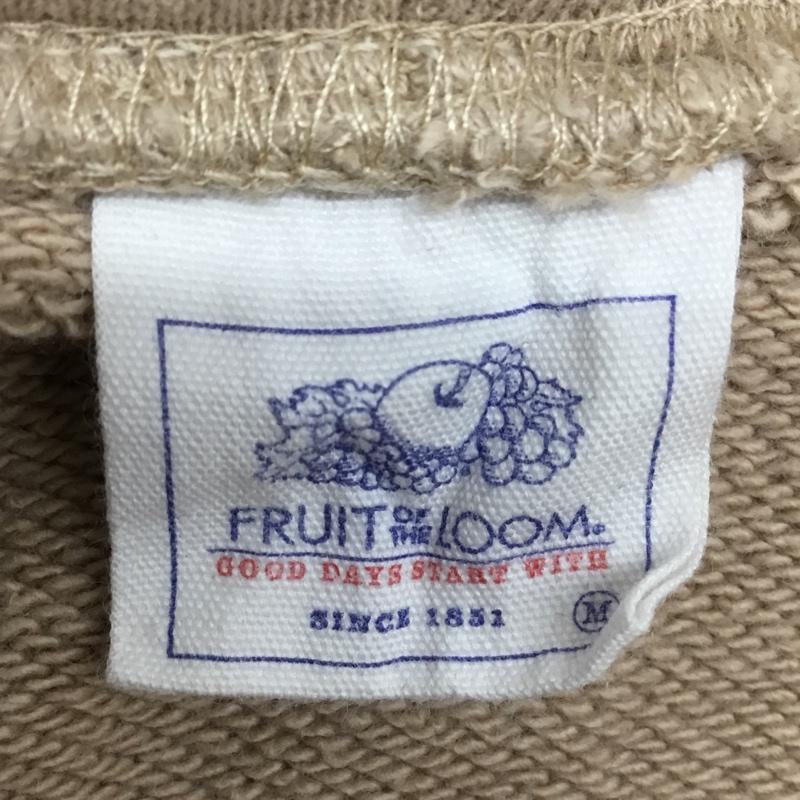 FRUIT OF THE LOOM®
GOOD DAYS START WITH
SINCE 1851
M